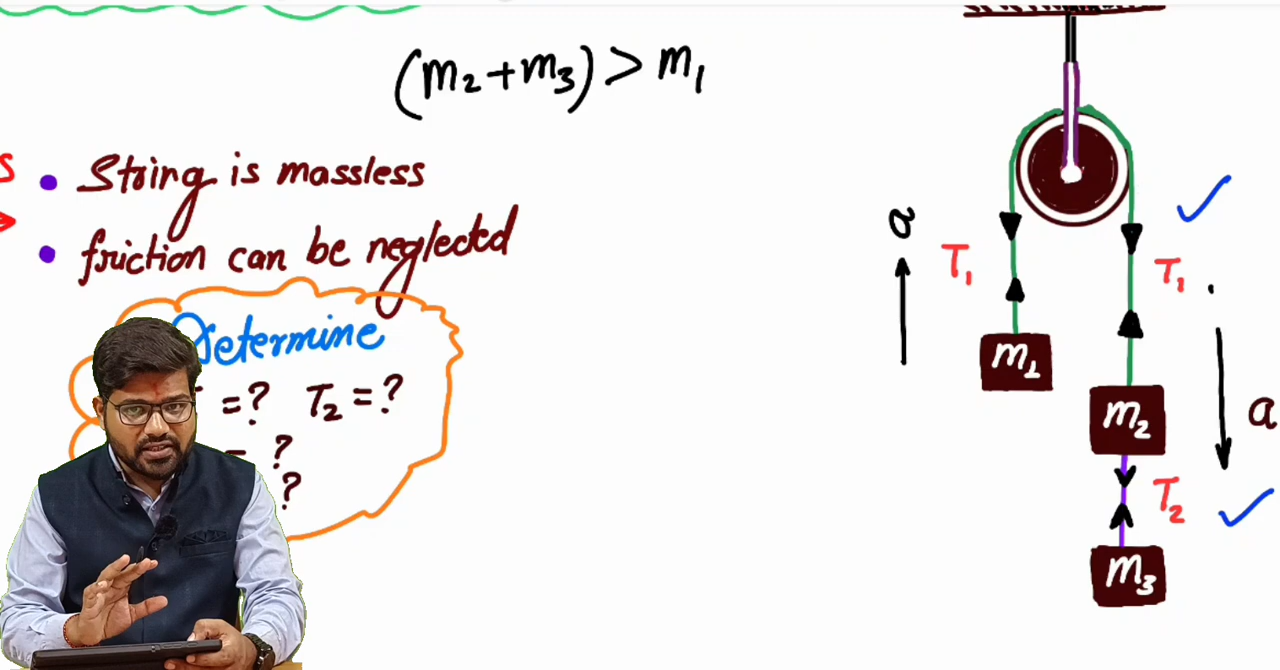 (m₂+m₃) > m₁
s • String is massless
• friction can be neglected
Determine
=? T₂ =?
= ?
?
a
T₁
T₁
m₁
m₂
a
T₂
m₃